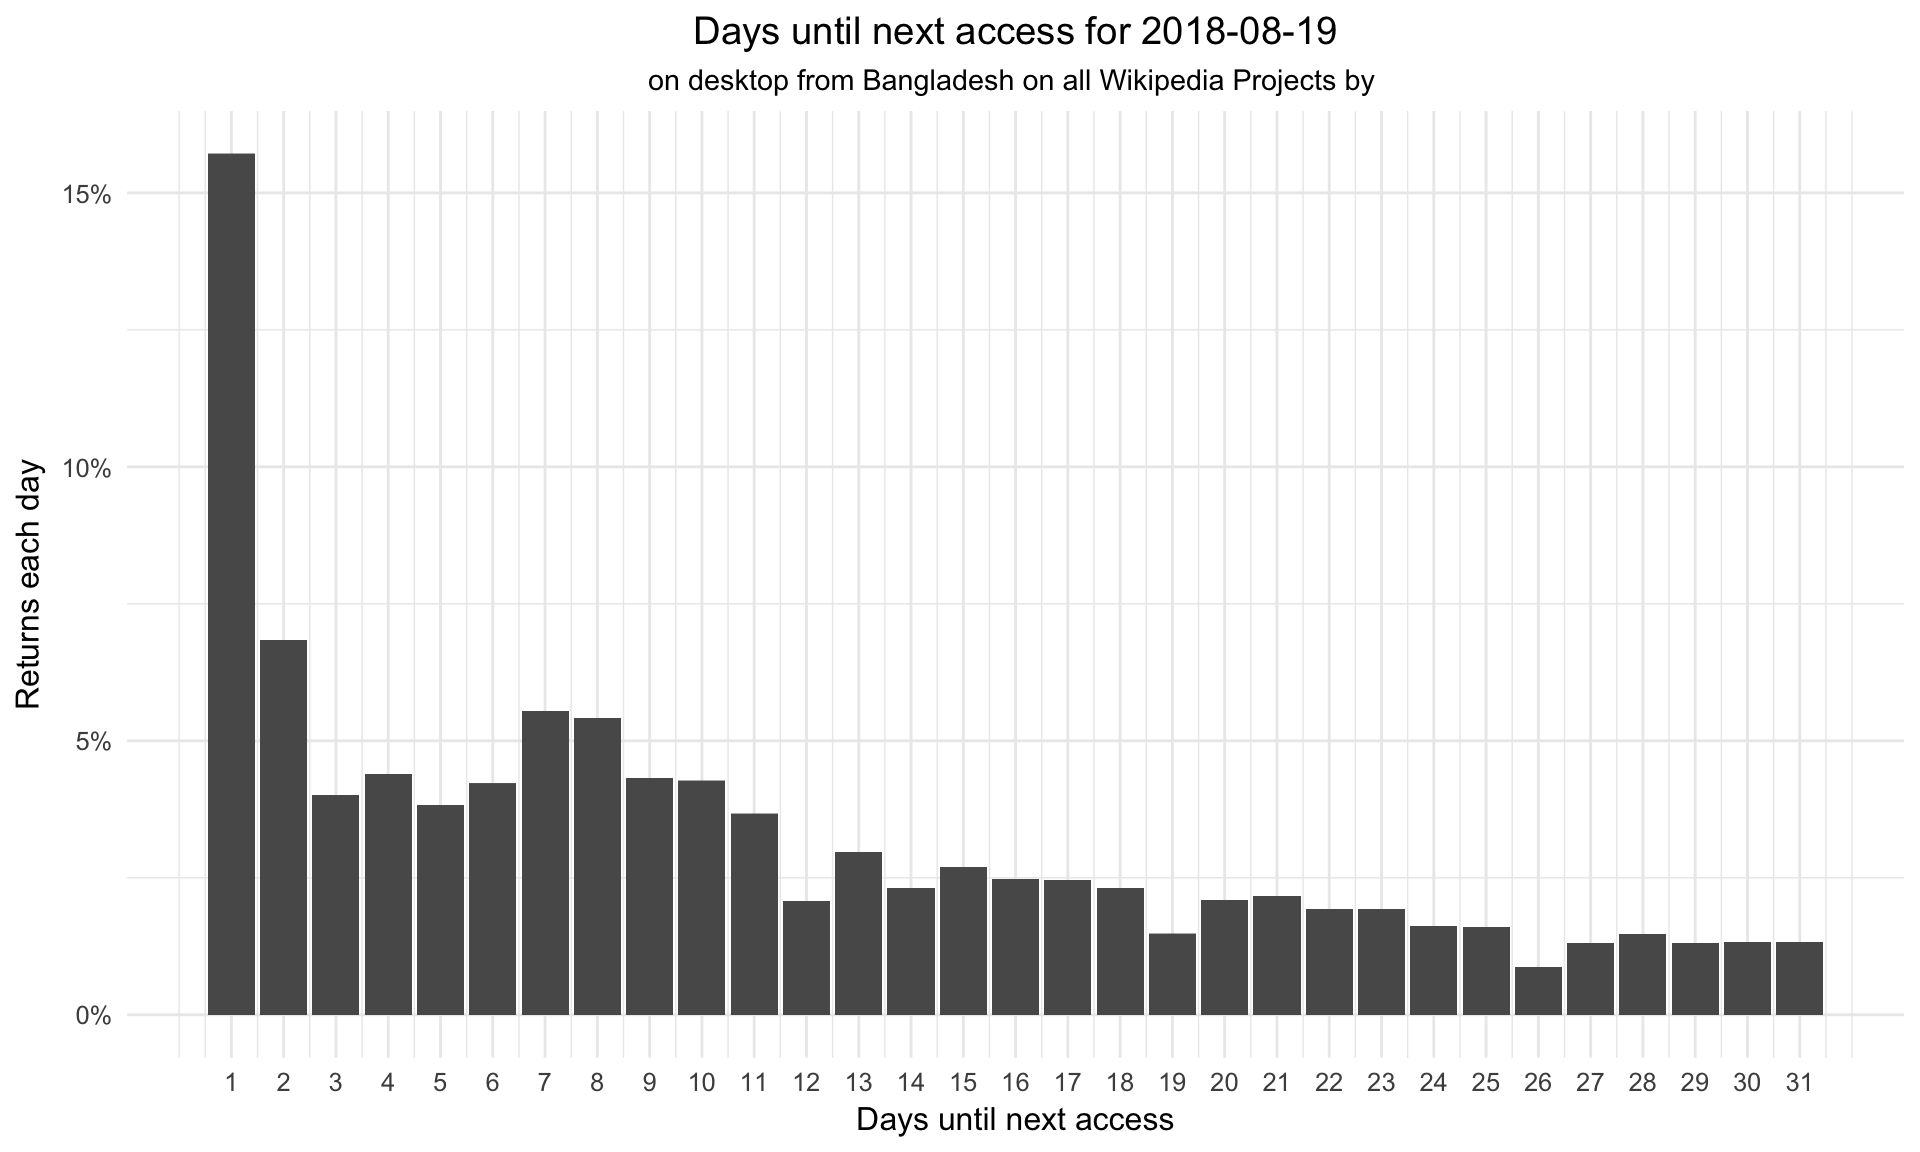 Days until next access for 2018-08-19
on desktop from Bangladesh on all Wikipedia Projects by
Returns each day
15%
10%
5%
0%
1 2 3 4 5 6 7 8 9 10 11 12 13 14 15 16 17 18 19 20 21 22 23 24 25 26 27 28 29 30 31
Days until next access